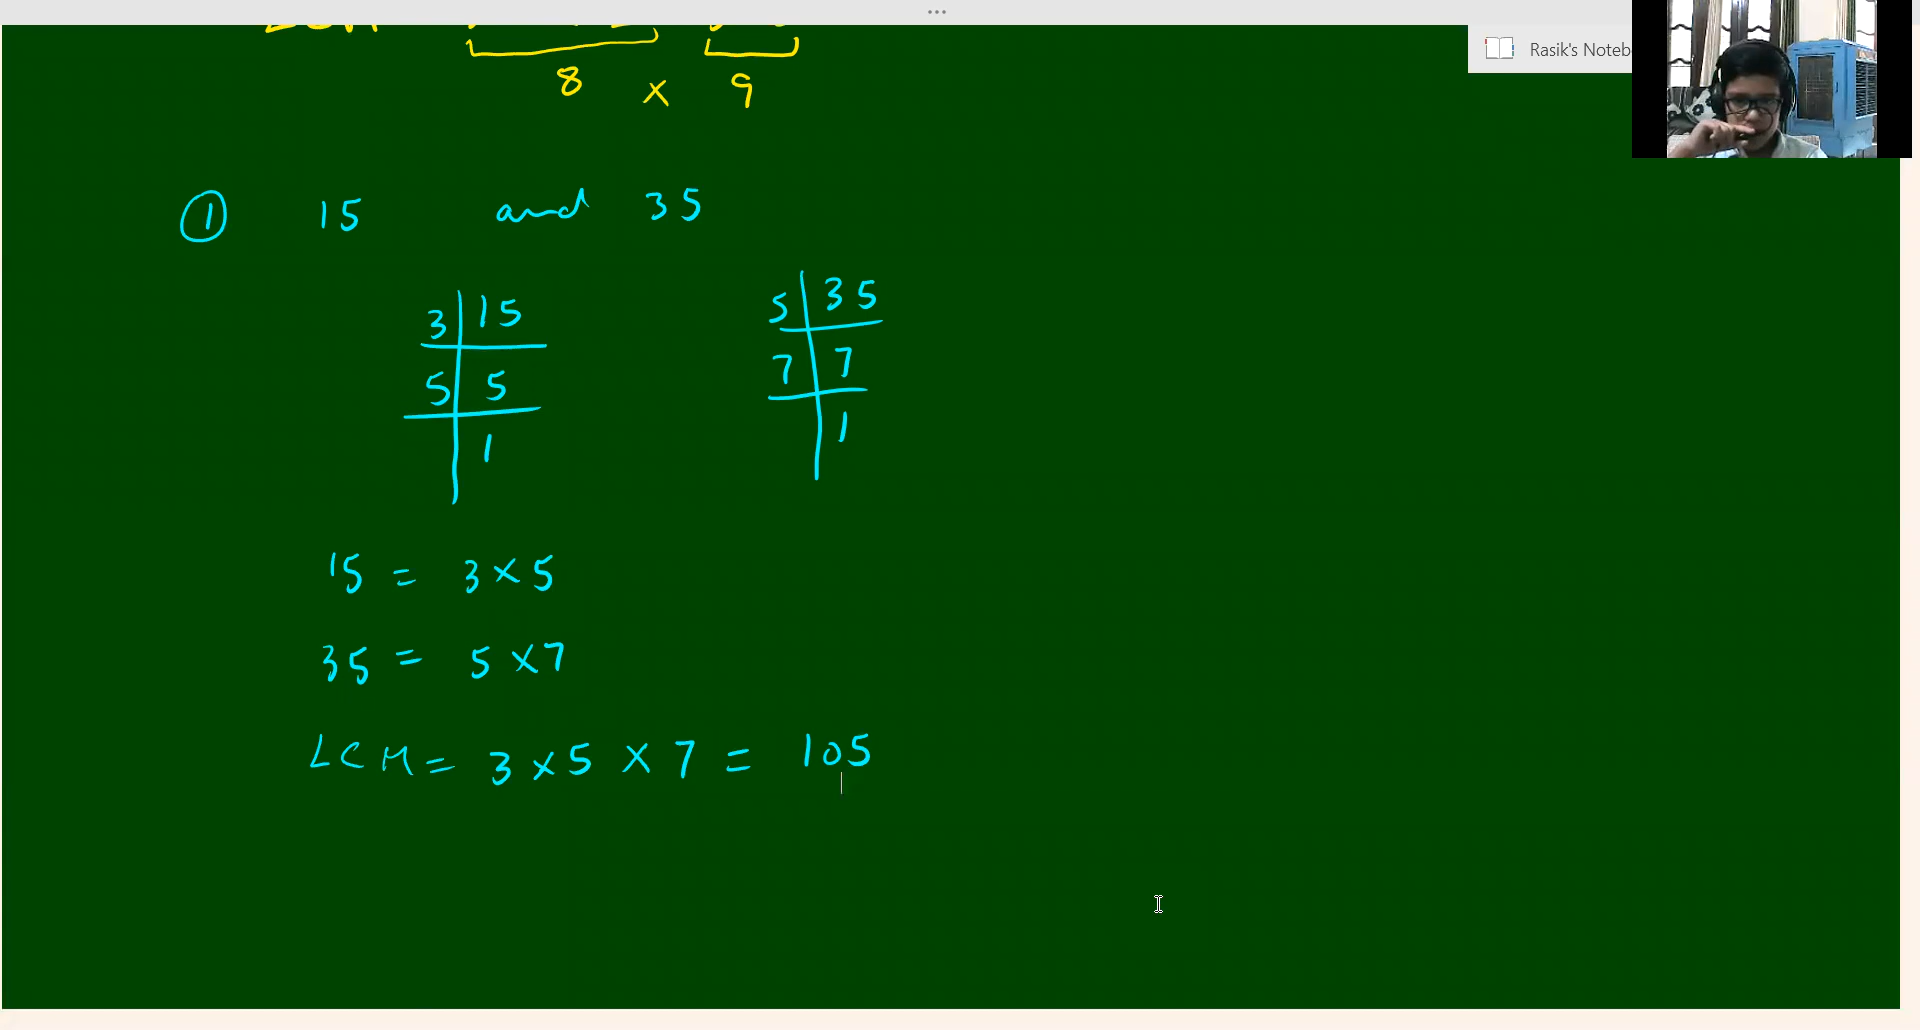 8 × 9
Rasik's Noteb
① 15 and 35
3 | 15
5 | 5
1
5 | 35
7 | 7
1
15 = 3 × 5
35 = 5 × 7
LCM = 3 × 5 × 7 = 105